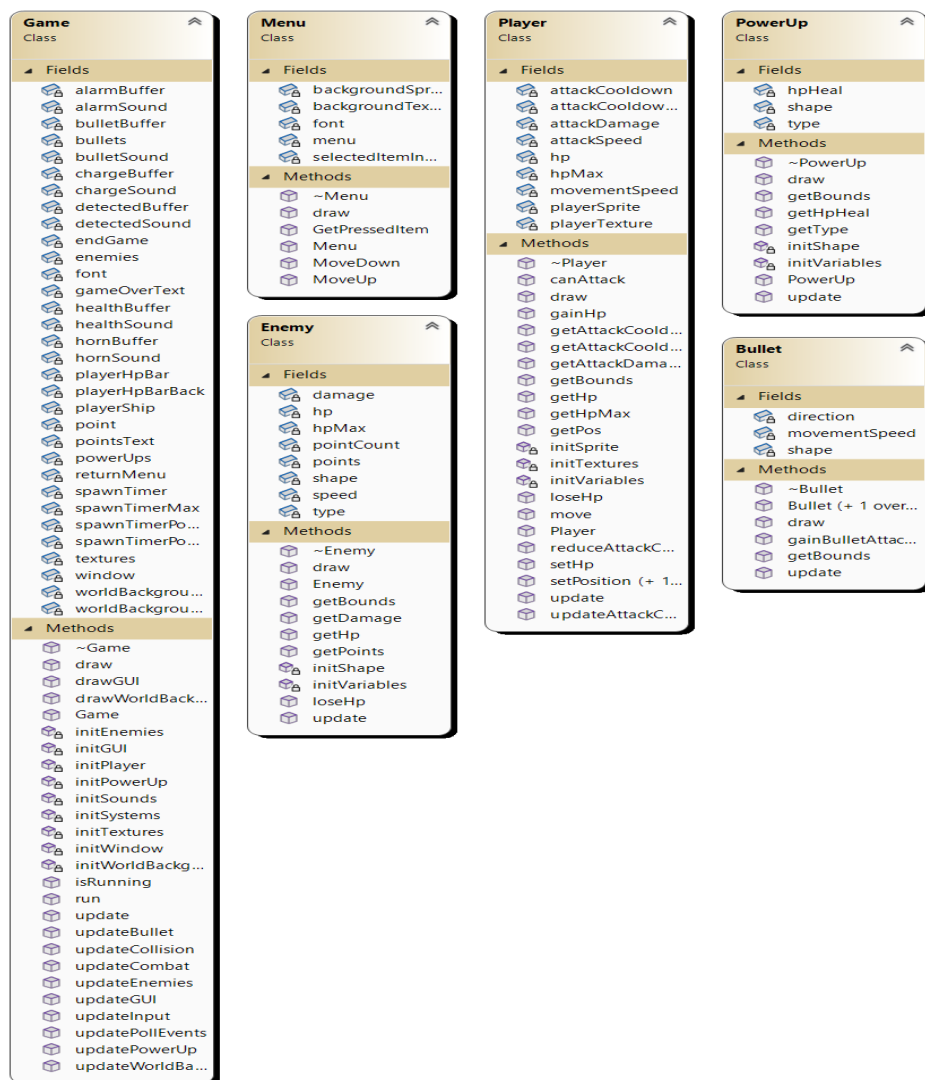 Game
Class
Fields
alarmBuffer
alarmSound
bulletBuffer
bullets
bulletSound
chargeBuffer
chargeSound
detectedBuffer
detectedSound
endGame
enemies
font
gameOverText
healthBuffer
healthSound
hornBuffer
hornSound
playerHpBar
playerHpBarBack
playerShip
point
pointsText
powerUps
returnMenu
spawnTimer
spawnTimerMax
spawnTimerPo...
spawnTimerPo...
textures
window
worldBackgrou...
worldBackgrou...
Methods
~Game
draw
drawGUI
drawWorldBack...
Game
initEnemies
initGUI
initPlayer
initPowerUp
initSounds
initSystems
initTextures
initWindow
initWorldBackg...
isRunning
run
update
updateBullet
updateCollision
updateCombat
updateEnemies
updateGUI
updateInput
updatePollEvents
updatePowerUp
updateWorldBa...
Menu
Class
Fields
backgroundSpr...
backgroundTex...
font
menu
selectedItemIn...
Methods
~Menu
draw
GetPressedItem
Menu
MoveDown
MoveUp
Enemy
Class
Fields
damage
hp
hpMax
pointCount
points
shape
speed
type
Methods
~Enemy
draw
Enemy
getBounds
getDamage
getHp
getPoints
initShape
initVariables
loseHp
update
Player
Class
Fields
attackCooldown
attackCooldow...
attackDamage
attackSpeed
hp
hpMax
movementSpeed
playerSprite
playerTexture
Methods
~Player
canAttack
draw
gainHp
getAttackCoold...
getAttackCoold...
getAttackDama...
getBounds
getHp
getHpMax
getPos
initSprite
initTextures
initVariables
loseHp
move
Player
reduceAttackC...
setHp
setPosition (+ 1...
update
updateAttackC...
PowerUp
Class
Fields
hpHeal
shape
type
Methods
~PowerUp
draw
getBounds
getHpHeal
getType
initShape
initVariables
PowerUp
update
Bullet
Class
Fields
direction
movementSpeed
shape
Methods
~Bullet
Bullet (+ 1 over...
draw
gainBulletAttac...
getBounds
update